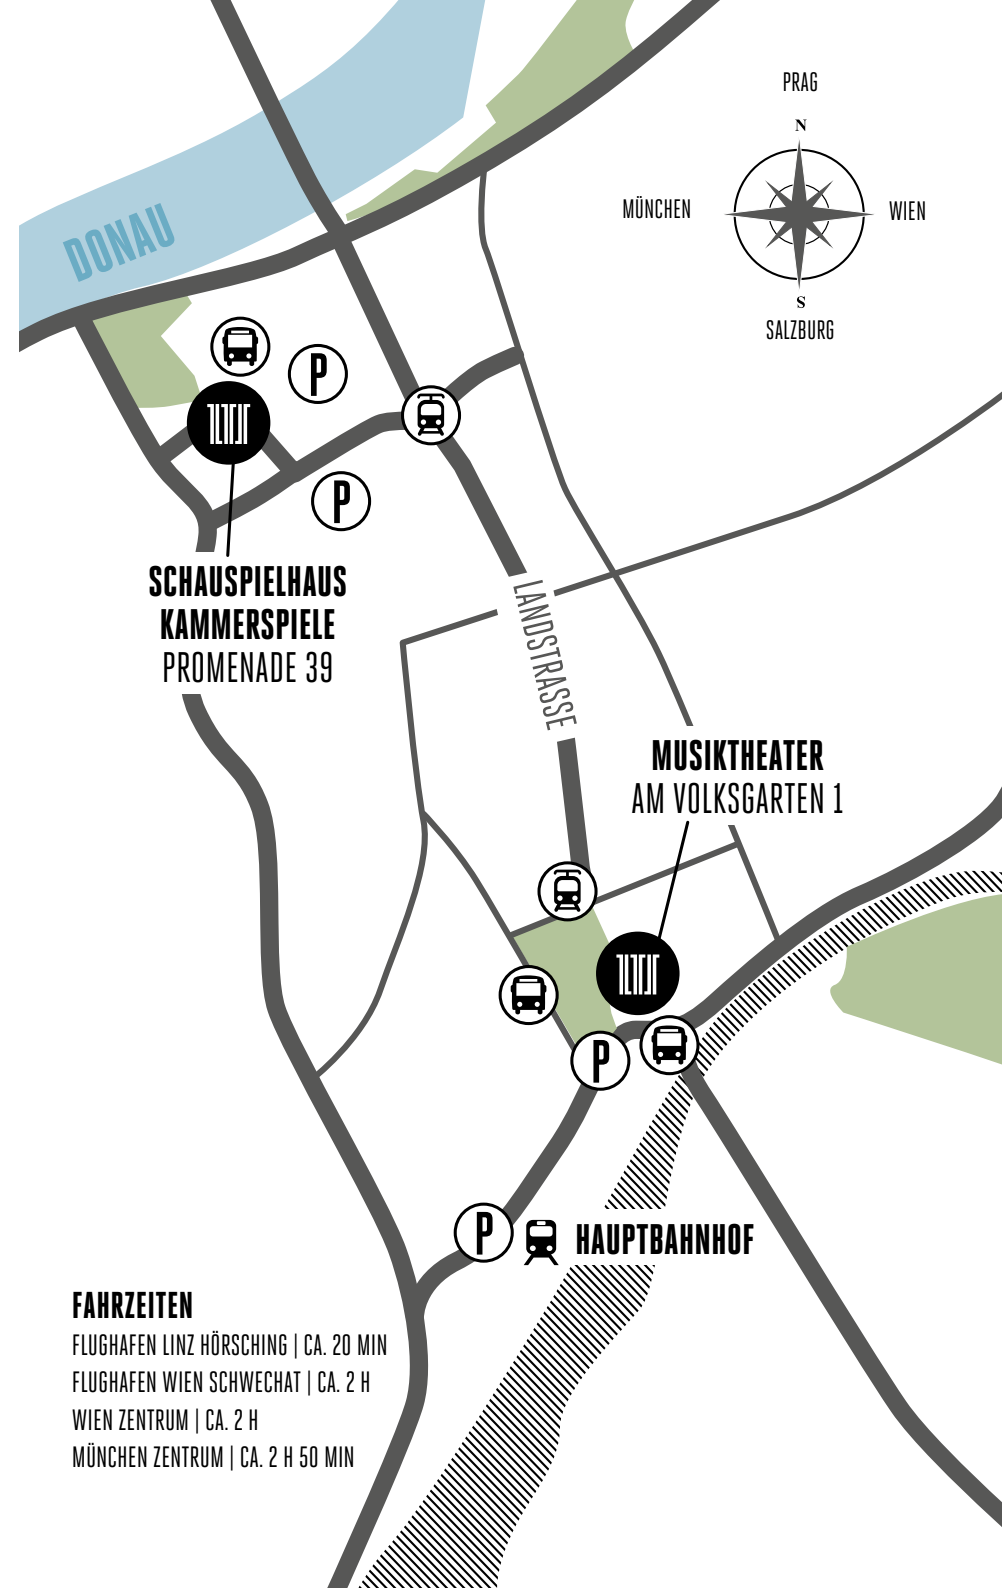 PRAG
N
MÜNCHEN
WIEN
S
SALZBURG
DONAU
P
P
SCHAUSPIELHAUS
KAMMERSPIELE
PROMENADE 39
LANDSTRASSE
MUSIKTHEATER
AM VOLKSGARTEN 1
P
P
HAUPTBAHNHOF
FAHRZEITEN
FLUGHAFEN LINZ HÖRSCHING | CA. 20 MIN
FLUGHAFEN WIEN SCHWECHAT | CA. 2 H
WIEN ZENTRUM | CA. 2 H
MÜNCHEN ZENTRUM | CA. 2 H 50 MIN